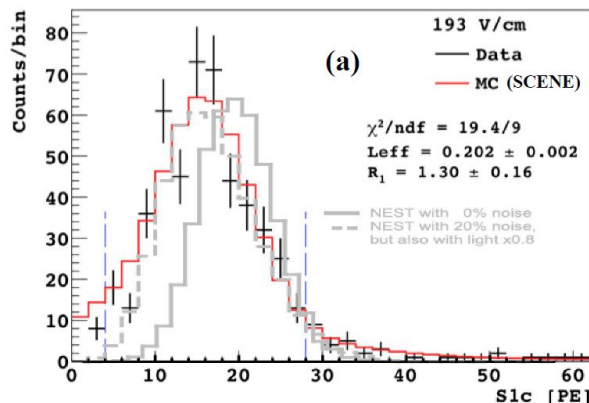 193 V/cm
Counts/bin
(a)
Data
MC (SCENE)
χ²/ndf = 19.4/9
Leff = 0.202 ± 0.002
R₁ = 1.30 ± 0.16
NEST with 0% noise
NEST with 20% noise,
but also with light x0.8
80
70
60
50
40
30
20
10
0
0 10 20 30 40 50 60
S1c [PE]